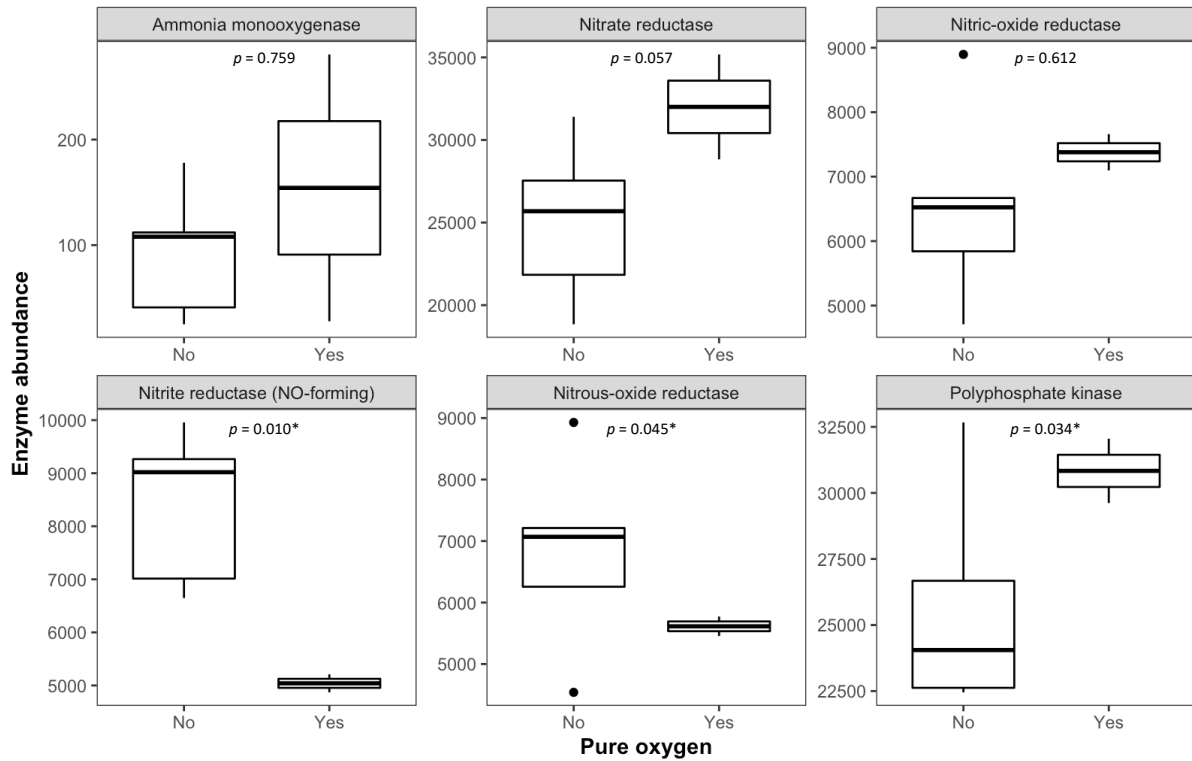 Ammonia monooxygenase
p = 0.759
200
100
No Yes
Nitrate reductase
p = 0.057
35000
30000
25000
20000
No Yes
Nitric-oxide reductase
p = 0.612
9000
8000
7000
6000
5000
No Yes
Enzyme abundance
Nitrite reductase (NO-forming)
p = 0.010*
10000
9000
8000
7000
6000
5000
No Yes
Nitrous-oxide reductase
p = 0.045*
9000
8000
7000
6000
5000
No Yes
Polyphosphate kinase
p = 0.034*
32500
30000
27500
25000
22500
No Yes
Pure oxygen